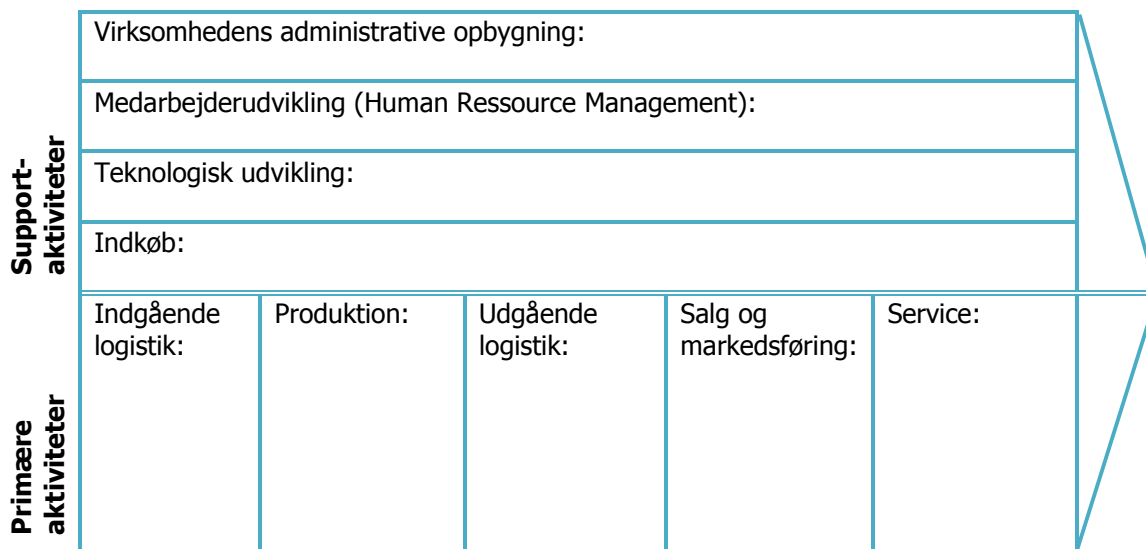 Support-
aktiviteter
Virksomhedens administrative opbygning:
Medarbejderudvikling (Human Ressource Management):
Teknologisk udvikling:
Indkøb:
Primære
aktiviteter
Indgående
logistik:
Produktion:
Udgående
logistik:
Salg og
markedsføring:
Service: